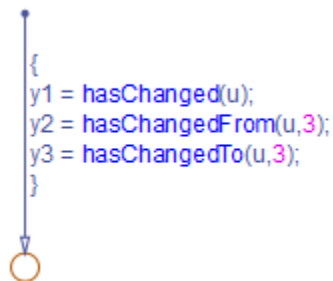 {
y1 = hasChanged(u);
y2 = hasChangedFrom(u,3);
y3 = hasChangedTo(u,3);
}